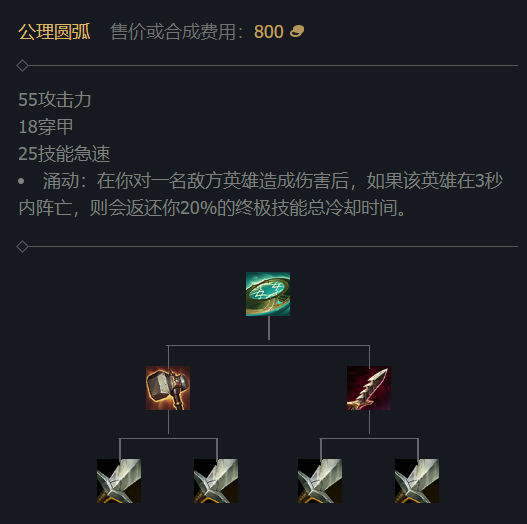 公理圆弧 售价或合成费用：800
55攻击力
18穿甲
25技能急速
• 涌动：在你对一名敌方英雄造成伤害后，如果该英雄在3秒
内阵亡，则会返还你20%的终极技能总冷却时间。